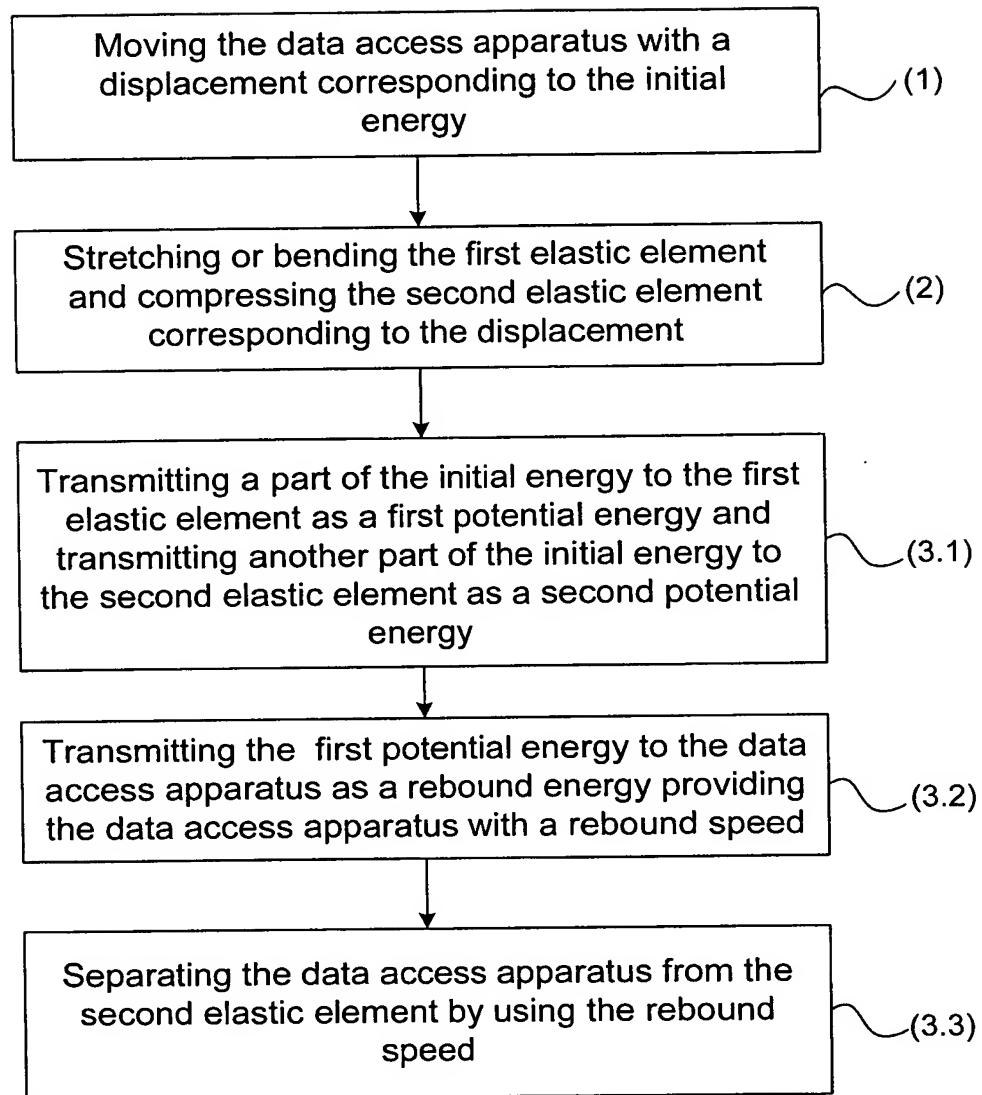 Moving the data access apparatus with a
displacement corresponding to the initial
energy
(1)
Stretching or bending the first elastic element
and compressing the second elastic element
corresponding to the displacement
(2)
Transmitting a part of the initial energy to the first
elastic element as a first potential energy and
transmitting another part of the initial energy to
the second elastic element as a second potential
energy
(3.1)
Transmitting the first potential energy to the data
access apparatus as a rebound energy providing
the data access apparatus with a rebound speed
(3.2)
Separating the data access apparatus from the
second elastic element by using the rebound
speed
(3.3)